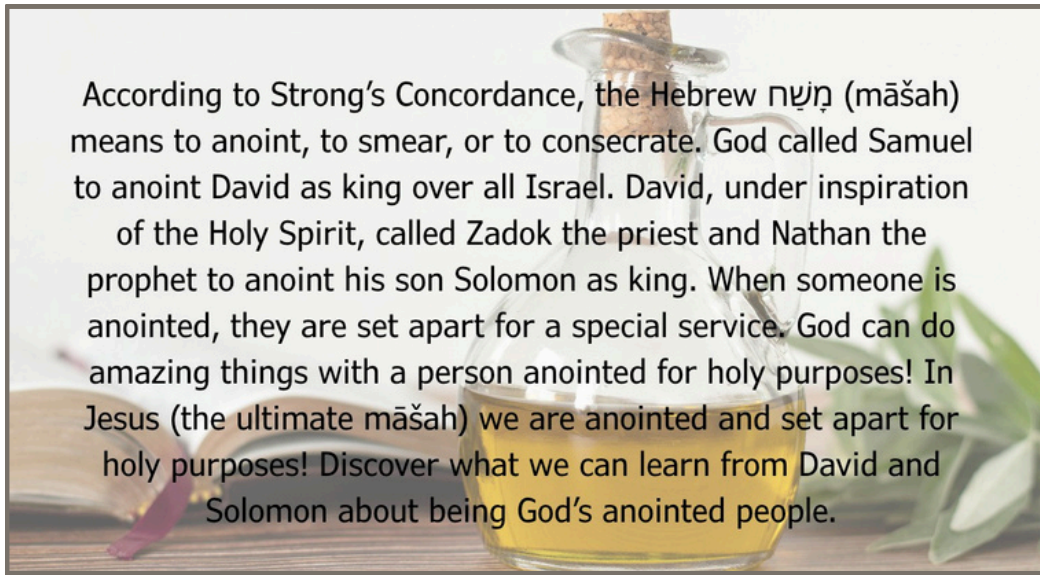 According to Strong’s Concordance, the Hebrew מָשַׁח (māšah)
means to anoint, to smear, or to consecrate. God called Samuel
to anoint David as king over all Israel. David, under inspiration
of the Holy Spirit, called Zadok the priest and Nathan the
prophet to anoint his son Solomon as king. When someone is
anointed, they are set apart for a special service. God can do
amazing things with a person anointed for holy purposes! In
Jesus (the ultimate māšah) we are anointed and set apart for
holy purposes! Discover what we can learn from David and
Solomon about being God’s anointed people.